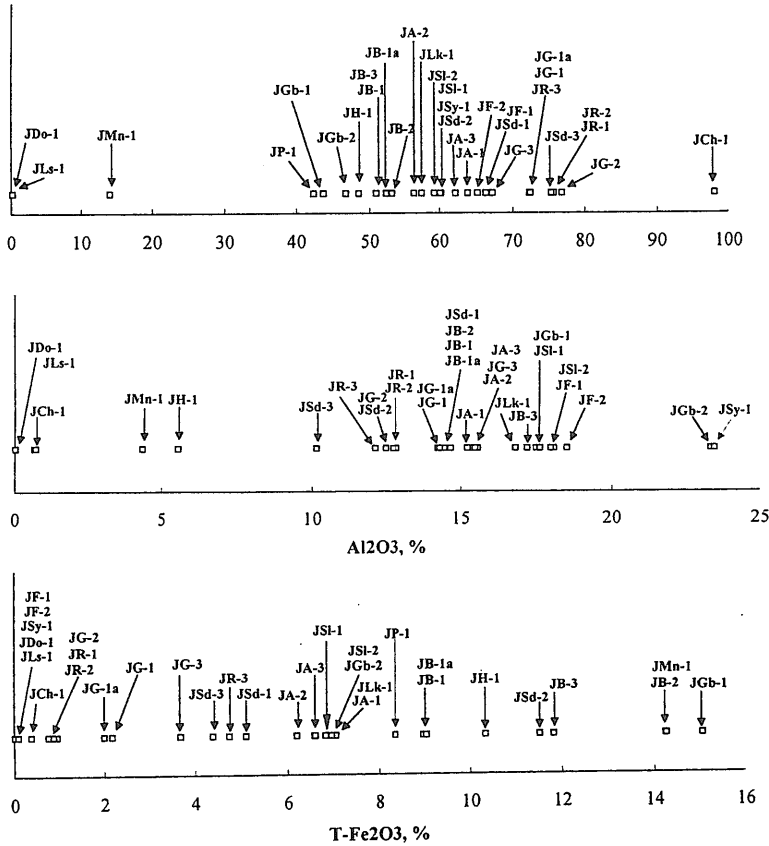 JA-2
JB-1a
JLk-1
JG-1a
JB-3
JSl-2
JG-1
JGb-1
JB-1
JSl-1
JR-3
JH-1
JSy-1
JF-2
JF-1
JR-2
JDo-1
JMn-1
JGb-2
JB-2
JSd-2
JSd-1
JSd-3
JR-1
JCh-1
JLs-1
JP-1
JA-3
JA-1
JG-3
JG-2
0 10 20 30 40 50 60 70 80 90 100
JSd-1
JB-2
JGb-1
JDo-1
JB-1
JA-3
JSl-1
JLs-1
JB-1a
JG-3
JSl-2
JR-1
JG-1a
JA-2
JF-1
JCh-1
JMn-1
JH-1
JSd-3
JR-3
JG-2
JR-2
JG-1
JA-1
JLk-1
JF-2
JGb-2
JSy-1
JSd-2
JB-3
0 5 10 15 20 25
Al2O3, %
JF-1
JF-2
JSy-1
JG-2
JSl-1
JP-1
JDo-1
JR-1
JSl-2
JLs-1
JR-2
JG-1
JG-3
JR-3
JA-3
JGb-2
JB-1a
JMn-1
JCh-1
JG-1a
JSd-3
JSd-1
JA-2
JLk-1
JB-1
JH-1
JB-3
JB-2
JGb-1
JA-1
JSd-2
0 2 4 6 8 10 12 14 16
T-Fe2O3, %